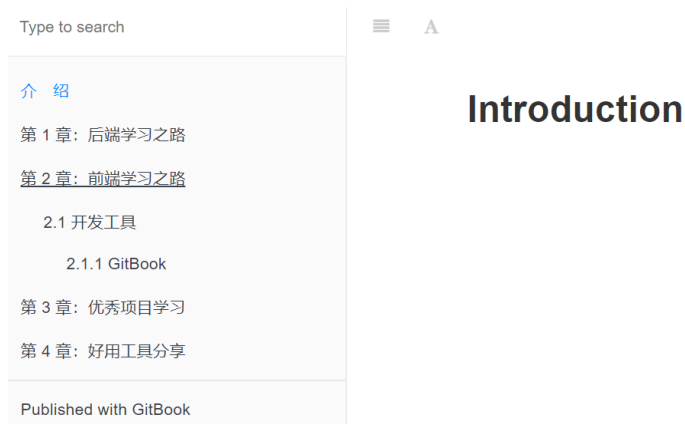 Type to search
介 绍
第 1 章：后端学习之路
第 2 章：前端学习之路
2.1 开发工具
2.1.1 GitBook
第 3 章：优秀项目学习
第 4 章：好用工具分享
Published with GitBook
A
Introduction